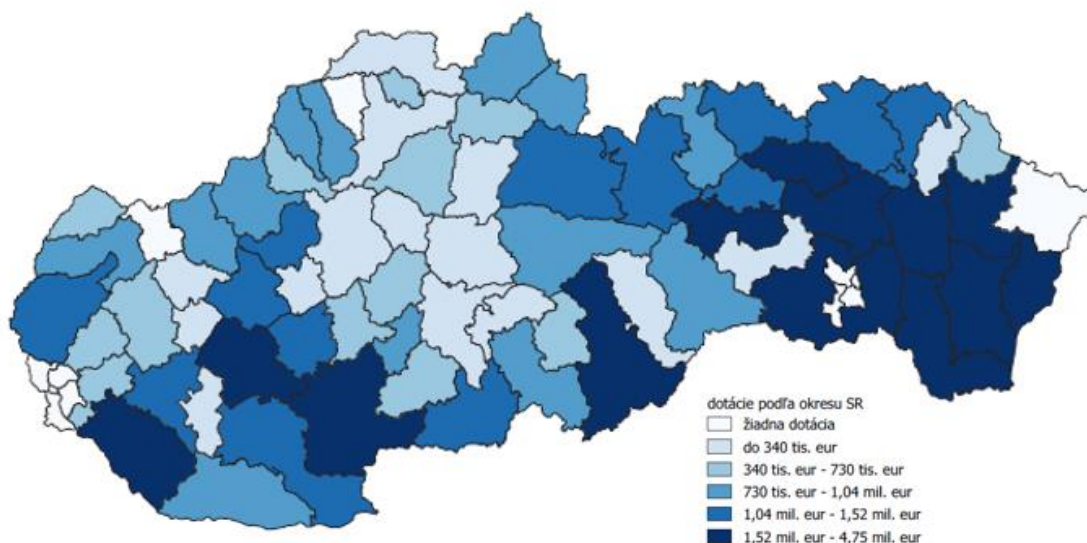 dotácie podľa okresu SR
žiadna dotácia
do 340 tis. eur
340 tis. eur - 730 tis. eur
730 tis. eur - 1,04 mil. eur
1,04 mil. eur - 1,52 mil. eur
1,52 mil. eur - 4,75 mil. eur